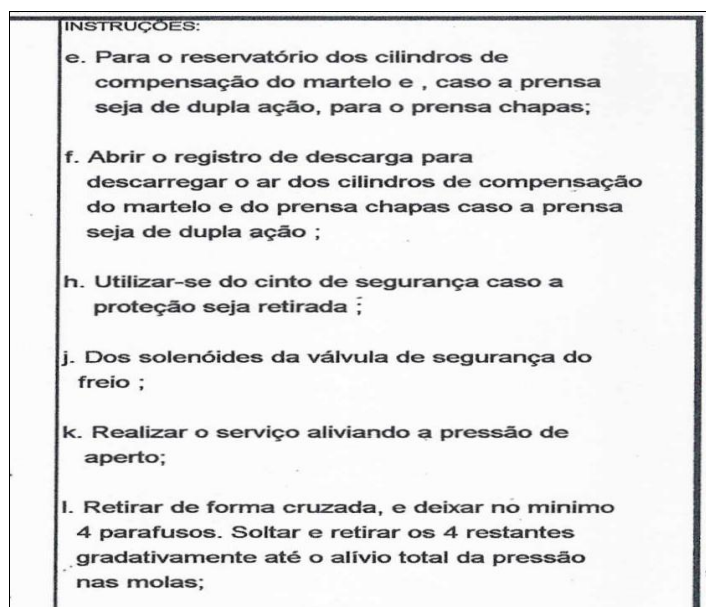 INSTRUÇÕES:
e. Para o reservatório dos cilindros de
compensação do martelo e , caso a prensa
seja de dupla ação, para o prensa chapas;
f. Abrir o registro de descarga para
descarregar o ar dos cilindros de compensação
do martelo e do prensa chapas caso a prensa
seja de dupla ação ;
h. Utilizar-se do cinto de segurança caso a
proteção seja retirada ;
j. Dos solenóides da válvula de segurança do
freio ;
k. Realizar o serviço aliviando a pressão de
aperto;
l. Retirar de forma cruzada, e deixar no minimo
4 parafusos. Soltar e retirar os 4 restantes
gradativamente até o alívio total da pressão
nas molas;